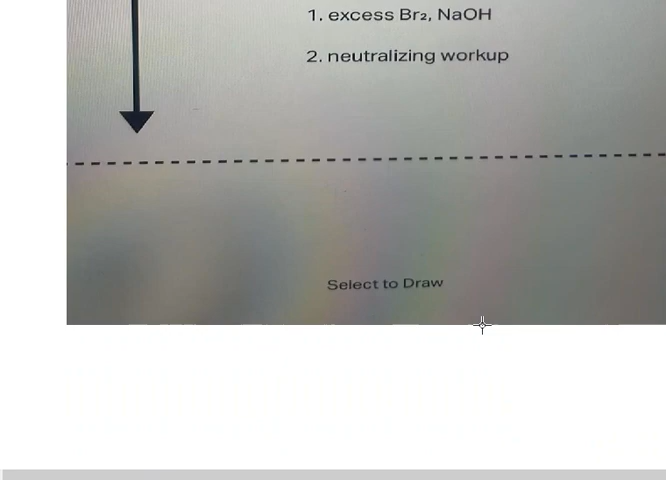 1. excess Br₂, NaOH
2. neutralizing workup
Select to Draw